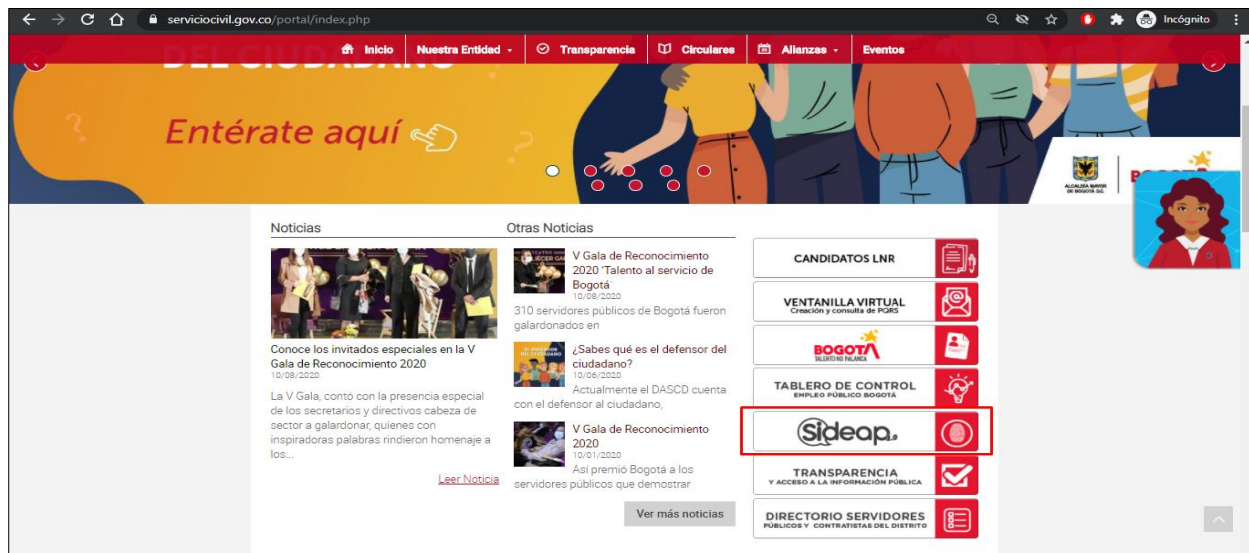 serviciocivil.gov.co/portal/index.php
Incógnito
Inicio
Nuestra Entidad
Transparencia
Circulares
Alianzas
Eventos
DEL CIUDADANO
Entérate aquí
ALCALDÍA MAYOR
DE BOGOTÁ D.C.
Noticias
Conoce los invitados especiales en la V
Gala de Reconocimiento 2020
10/08/2020
La V Gala, contó con la presencia especial
de los secretarios y directivos cabeza de
sector a galardonar, quienes con
inspiradoras palabras rindieron homenaje a
los...
Leer Noticia
Otras Noticias
V Gala de Reconocimiento
2020 'Talento al servicio de
Bogotá'
10/08/2020
310 servidores públicos de Bogotá fueron
galardonados en
¿Sabes qué es el defensor del
ciudadano?
10/06/2020
Actualmente el DASCD cuenta
con el defensor al ciudadano,
V Gala de Reconocimiento
2020
10/01/2020
Así premió Bogotá a los
servidores públicos que demostrar
Ver más noticias
CANDIDATOS LNR
VENTANILLA VIRTUAL
Creación y consulta de PQRS
BOGOTÁ
TALENTO NO PALANCA
TABLERO DE CONTROL
EMPLEO PÚBLICO BOGOTÁ
Sideap 2.0
TRANSPARENCIA
Y ACCESO A LA INFORMACIÓN PÚBLICA
DIRECTORIO SERVIDORES
PÚBLICOS Y CONTRATISTAS DEL DISTRITO